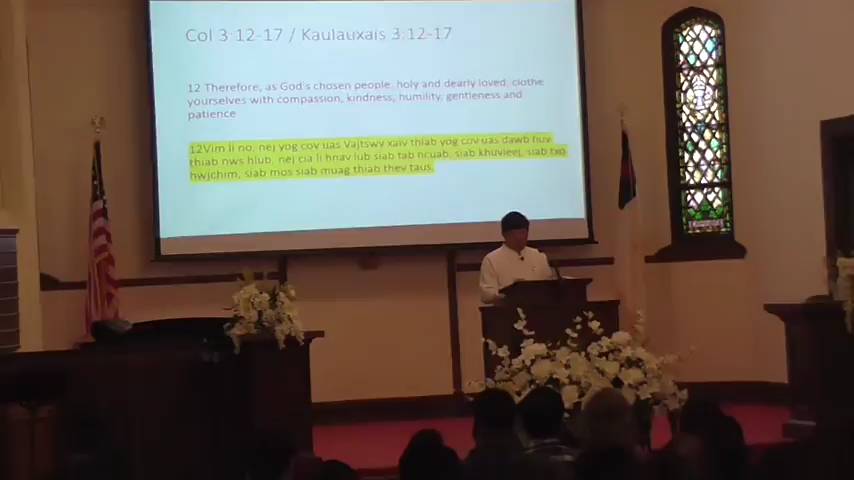 Col 3:12-17 / Kaulauxais 3:12-17
12 Therefore, as God's chosen people, holy and dearly loved, clothe
yourselves with compassion, kindness, humility, gentleness and
patience
12Vim li no, nej yog cov uas Vajtswv xaiv thiab yog cov uas dawb huv
thiab nws hlub, nej cia li hnav lub siab tab ncuab, siab khuvleej, siab txo
hwjchim, siab mos siab muag thiab thev taus.